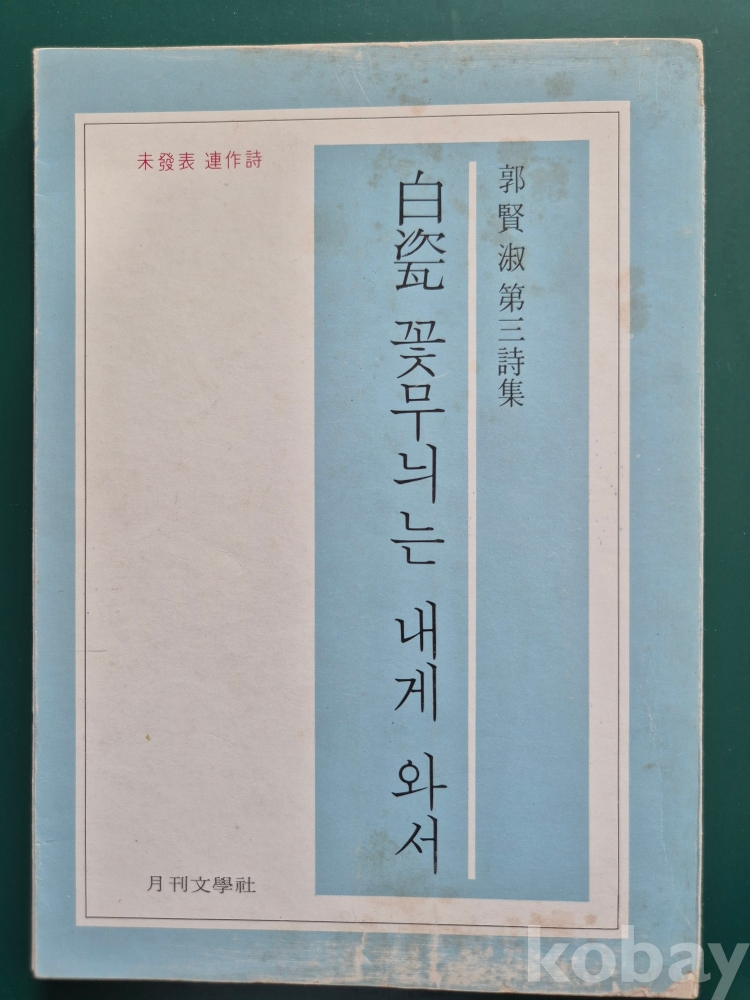 未發表 連作詩
郭賢淑 第三詩集
白瓷 꽃무늬는 내게 와서
月刊文學社
kobay